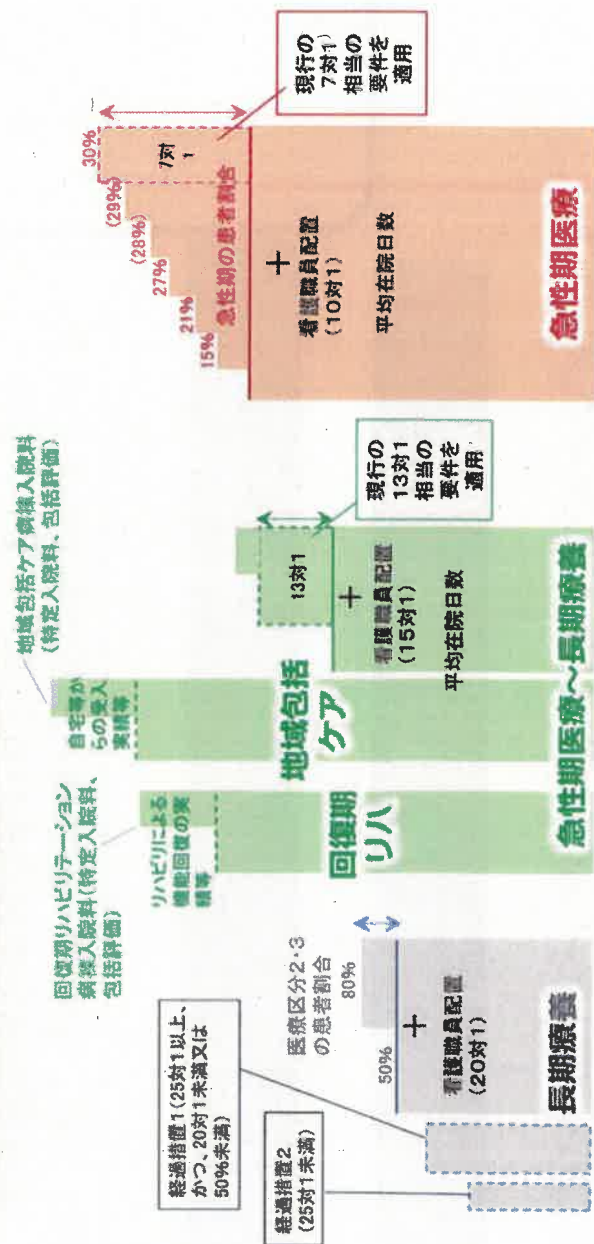 経過措置1(25対1以上、
かつ、20対1未満又は
50%未満)
経過措置2
(25対1未満)
医療区分2・3
の患者割合
80%
50%
+
看護職員配置
(20対1)
長期療養
回復期リハビリテーション
病棟入院料(特定入院料、
包括評価)
リハビリによる
機能回復の実
績等
回復期
リハ
地域包括ケア病棟入院料
(特定入院料、包括評価)
自宅等か
らの受入
実績等
地域包括
ケア
13対1
+
看護職員配置
(15対1)
平均在院日数
現行の
13対1
相当の
要件を
適用
急性期医療~長期療養
15%
21%
27%
(28%)
(29%)
30%
7対
1
急性期の患者割合
+
看護職員配置
(10対1)
平均在院日数
現行の
7対1
相当の
要件を
適用
急性期医療